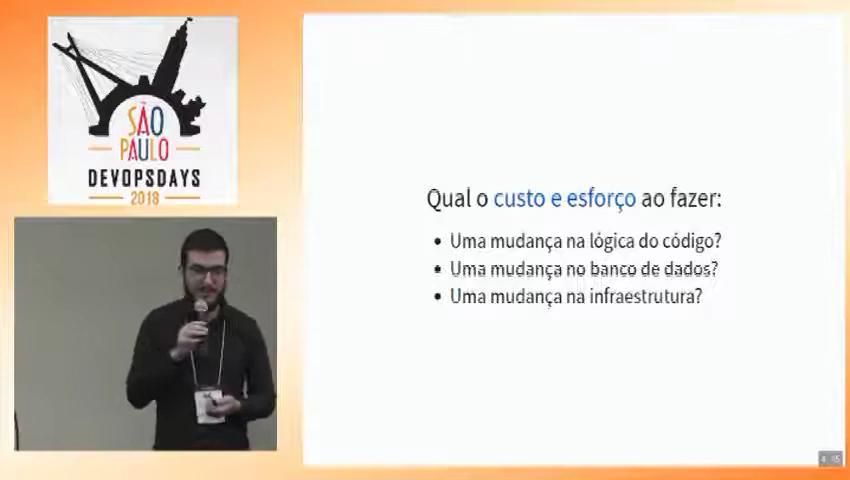 SÃO
PAULO
DEVOPSDAYS
2018
Qual o custo e esforço ao fazer:
• Uma mudança na lógica do código?
• Uma mudança no banco de dados?
• Uma mudança na infraestrutura?